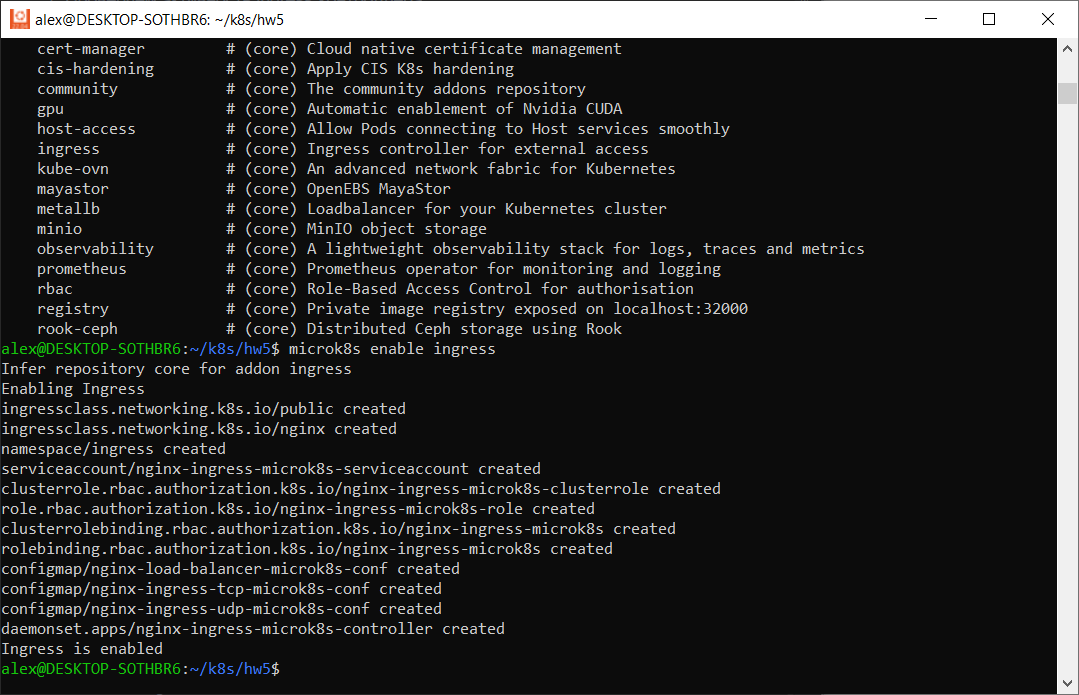 alex@DESKTOP-SOTHBR6: ~/k8s/hw5
cert-manager         # (core) Cloud native certificate management
cis-hardening        # (core) Apply CIS K8s hardening
community            # (core) The community addons repository
gpu                  # (core) Automatic enablement of Nvidia CUDA
host-access          # (core) Allow Pods connecting to Host services smoothly
ingress              # (core) Ingress controller for external access
kube-ovn             # (core) An advanced network fabric for Kubernetes
mayastor             # (core) OpenEBS MayaStor
metallb              # (core) Loadbalancer for your Kubernetes cluster
minio                # (core) MinIO object storage
observability        # (core) A lightweight observability stack for logs, traces and metrics
prometheus           # (core) Prometheus operator for monitoring and logging
rbac                 # (core) Role-Based Access Control for authorisation
registry             # (core) Private image registry exposed on localhost:32000
rook-ceph            # (core) Distributed Ceph storage using Rook
alex@DESKTOP-SOTHBR6:~/k8s/hw5$ microk8s enable ingress
Infer repository core for addon ingress
Enabling Ingress
ingressclass.networking.k8s.io/public created
ingressclass.networking.k8s.io/nginx created
namespace/ingress created
serviceaccount/nginx-ingress-microk8s-serviceaccount created
clusterrole.rbac.authorization.k8s.io/nginx-ingress-microk8s-clusterrole created
role.rbac.authorization.k8s.io/nginx-ingress-microk8s-role created
clusterrolebinding.rbac.authorization.k8s.io/nginx-ingress-microk8s created
rolebinding.rbac.authorization.k8s.io/nginx-ingress-microk8s created
configmap/nginx-load-balancer-microk8s-conf created
configmap/nginx-ingress-tcp-microk8s-conf created
configmap/nginx-ingress-udp-microk8s-conf created
daemonset.apps/nginx-ingress-microk8s-controller created
Ingress is enabled
alex@DESKTOP-SOTHBR6:~/k8s/hw5$